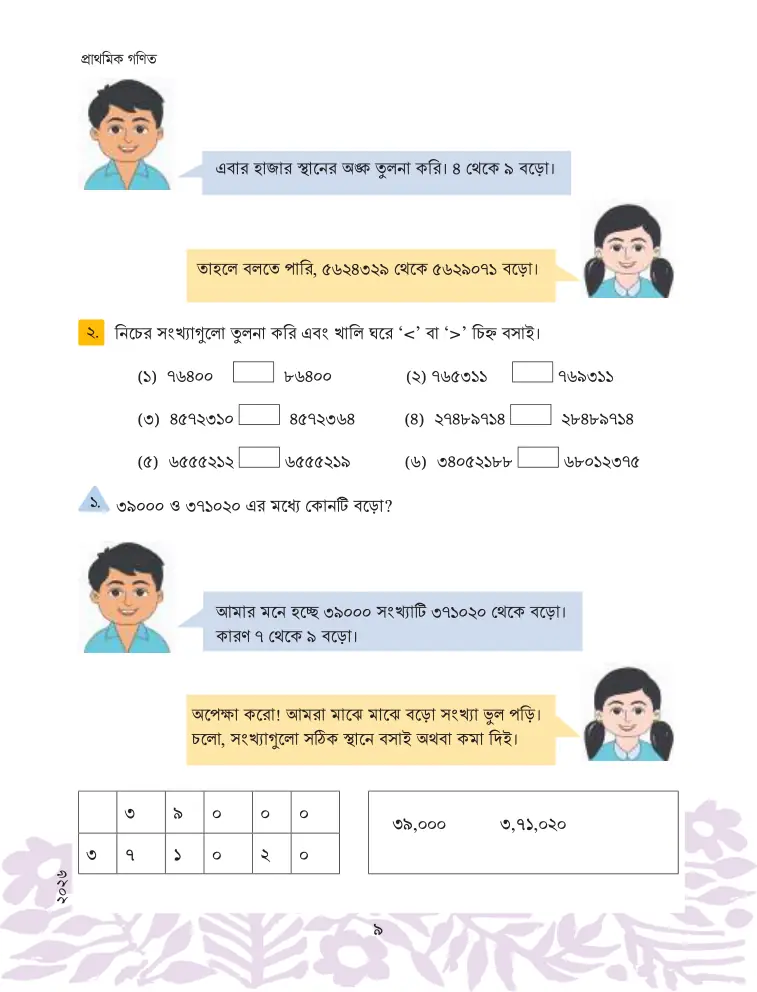 প্রাথমিক গণিত
এবার হাজার স্থানের অঙ্ক তুলনা করি। ৪ থেকে ৯ বড়ো।
তাহলে বলতে পারি, ৫৬২৪৩২৯ থেকে ৫৬২৯০৭১ বড়ো।
২. নিচের সংখ্যাগুলো তুলনা করি এবং খালি ঘরে ‘<’ বা ‘>’ চিহ্ন বসাই।
(১) ৭৬৪০০ ৮৬৪০০ (২) ৭৬৫৩১১ ৭৬৯৩১১
(৩) ৪৫৭২৩১০ ৪৫৭২৩৬৪ (৪) ২৭৪৮৯৭১৪ ২৮৪৮৯৭১৪
(৫) ৬৫৫৫২১২ ৬৫৫৫২১৯ (৬) ৩৪০৫২১৮৮ ৬৮০১২৩৭৫
১. ৩৯০০০ ও ৩৭১০২০ এর মধ্যে কোনটি বড়ো?
আমার মনে হচ্ছে ৩৯০০০ সংখ্যাটি ৩৭১০২০ থেকে বড়ো।
কারণ ৭ থেকে ৯ বড়ো।
অপেক্ষা করো! আমরা মাঝে মাঝে বড়ো সংখ্যা ভুল পড়ি।
চলো, সংখ্যাগুলো সঠিক স্থানে বসাই অথবা কমা দিই।
৩ ৯ ০ ০ ০
৩ ৭ ১ ০ ২ ০
৩৯,০০০ ৩,৭১,০২০
২০২৬
৯